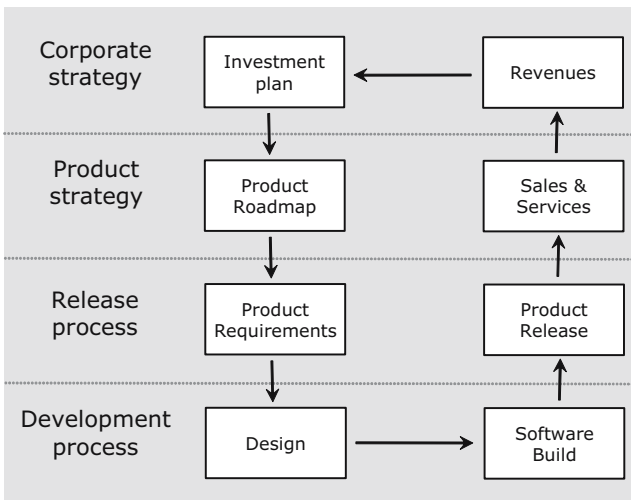 Corporate
strategy
Investment
plan
Revenues
Product
strategy
Product
Roadmap
Sales &
Services
Release
process
Product
Requirements
Product
Release
Development
process
Design
Software
Build